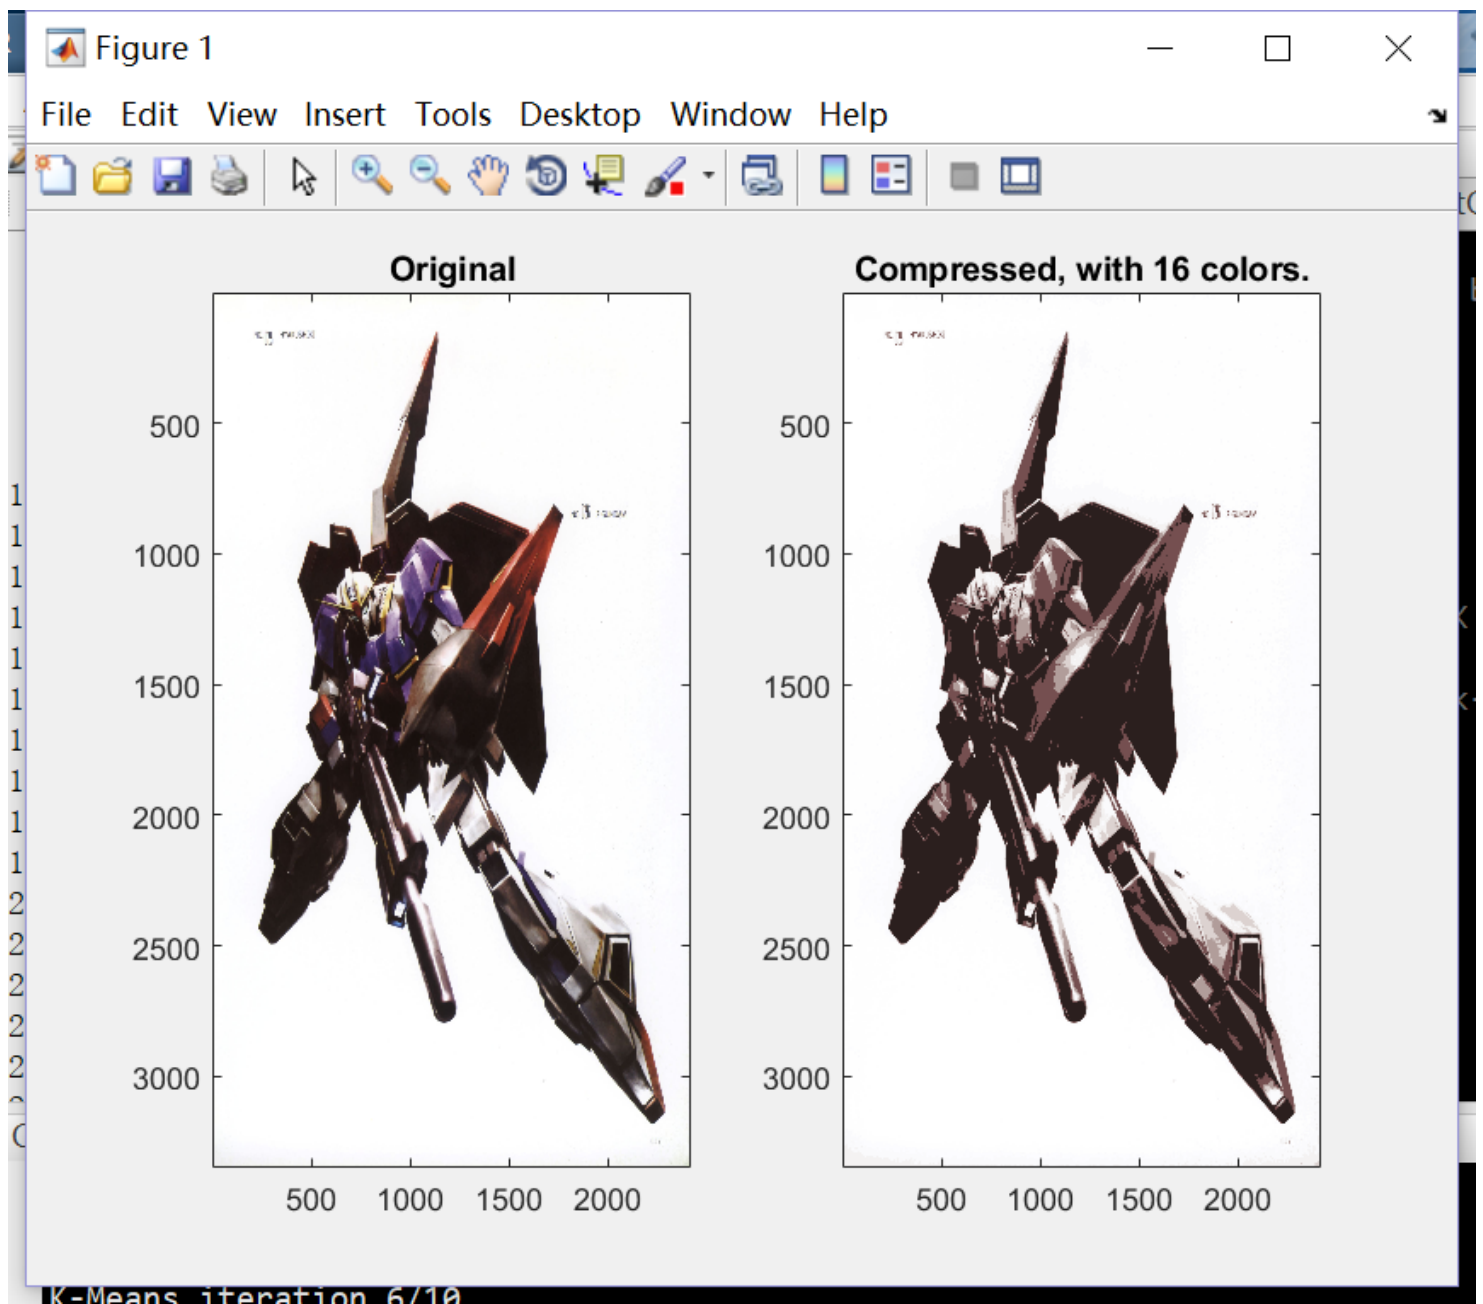 Figure 1
File Edit View Insert Tools Desktop Window Help
Original
Compressed, with 16 colors.
500
1000
1500
2000
2500
3000
500 1000 1500 2000
500
1000
1500
2000
2500
3000
500 1000 1500 2000
K-Means iteration 6/10